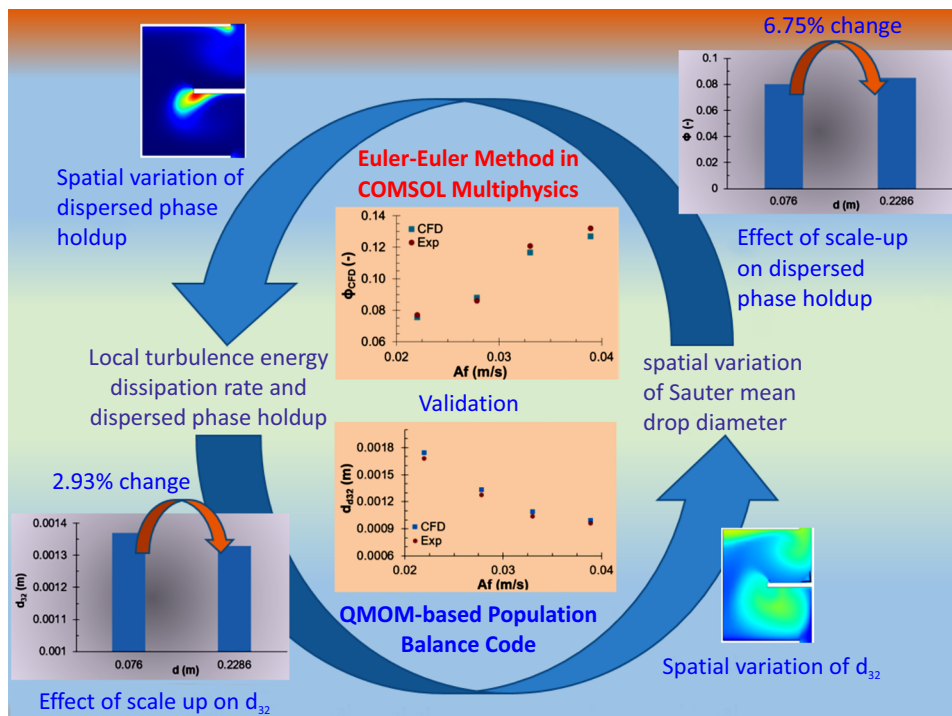 6.75% change
0.1
0.08
0.06
0.04
0.02
0
Φ (-)
0.076
0.2286
d (m)
Effect of scale-up
on dispersed
phase holdup
Spatial variation of
dispersed phase
holdup
Euler-Euler Method in
COMSOL Multiphysics
0.14
0.12
0.10
0.08
0.06
ϕCFD (-)
CFD
Exp
0.02
0.03
0.04
Af (m/s)
Validation
Local turbulence energy
dissipation rate and
dispersed phase holdup
spatial variation
of Sauter mean
drop diameter
0.0018
0.0015
0.0012
0.0009
0.0006
dd32 (m)
CFD
Exp
0.02
0.03
0.04
Af (m/s)
QMOM-based Population
Balance Code
2.93% change
0.0014
0.0013
0.0012
0.0011
0.001
d32 (m)
0.076
d (m)
0.2286
Effect of scale up on d32
Spatial variation of d32